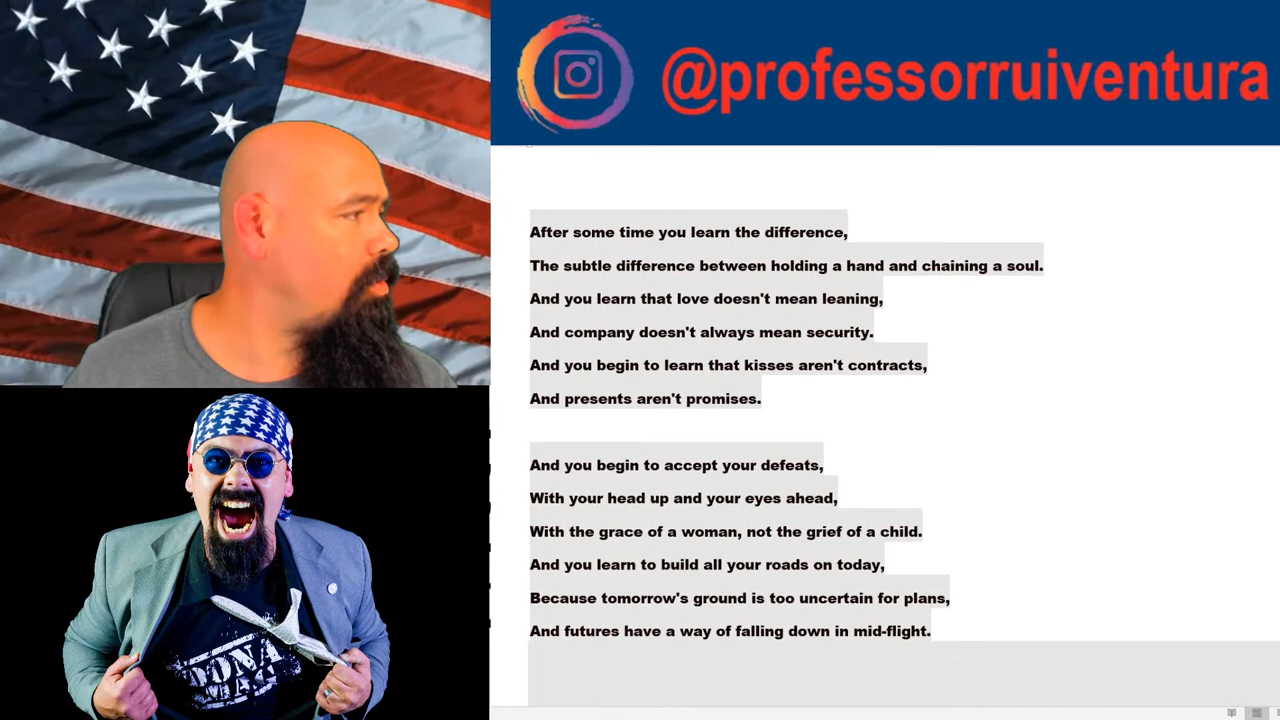 @professorruiventura
After some time you learn the difference,
The subtle difference between holding a hand and chaining a soul.
And you learn that love doesn't mean leaning,
And company doesn't always mean security.
And you begin to learn that kisses aren't contracts,
And presents aren't promises.
And you begin to accept your defeats,
With your head up and your eyes ahead,
With the grace of a woman, not the grief of a child.
And you learn to build all your roads on today,
Because tomorrow's ground is too uncertain for plans,
And futures have a way of falling down in mid-flight.
DONA